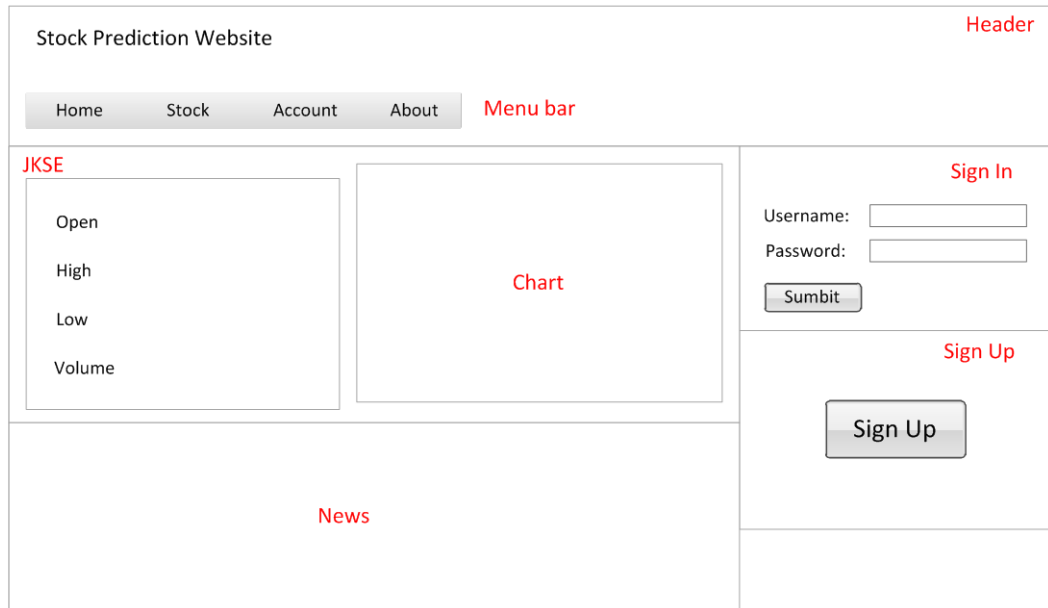 Header
Stock Prediction Website
Home Stock Account About Menu bar
JKSE
Open
High
Low
Volume
Chart
Sign In
Username:
Password:
Sumbit
Sign Up
Sign Up
News